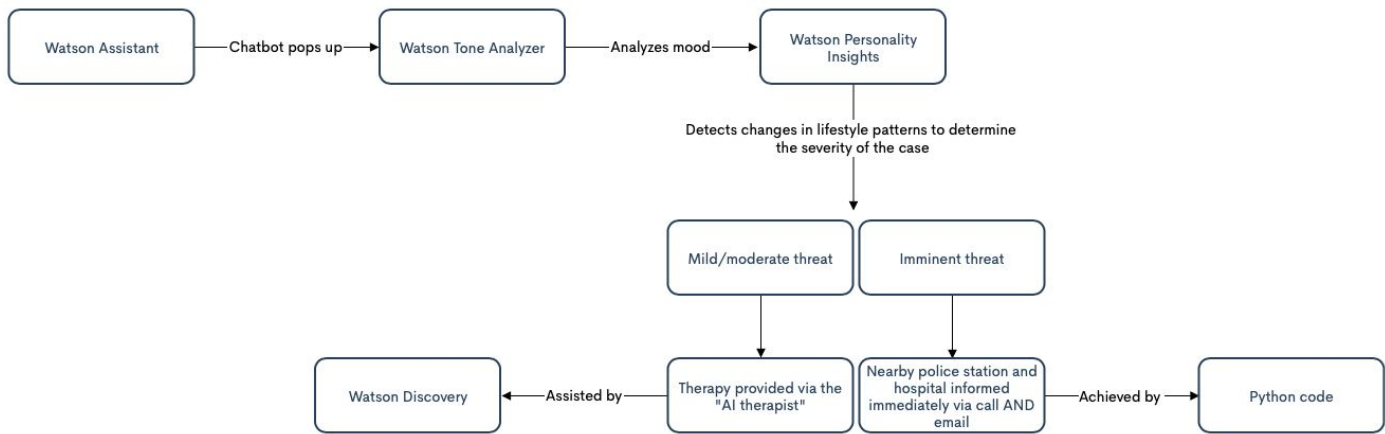 Watson Assistant
Chatbot pops up
Watson Tone Analyzer
Analyzes mood
Watson Personality
Insights
Detects changes in lifestyle patterns to determine
the severity of the case
Mild/moderate threat
Imminent threat
Watson Discovery
Assisted by
Therapy provided via the
"AI therapist"
Nearby police station and
hospital informed
immediately via call AND
email
Achieved by
Python code